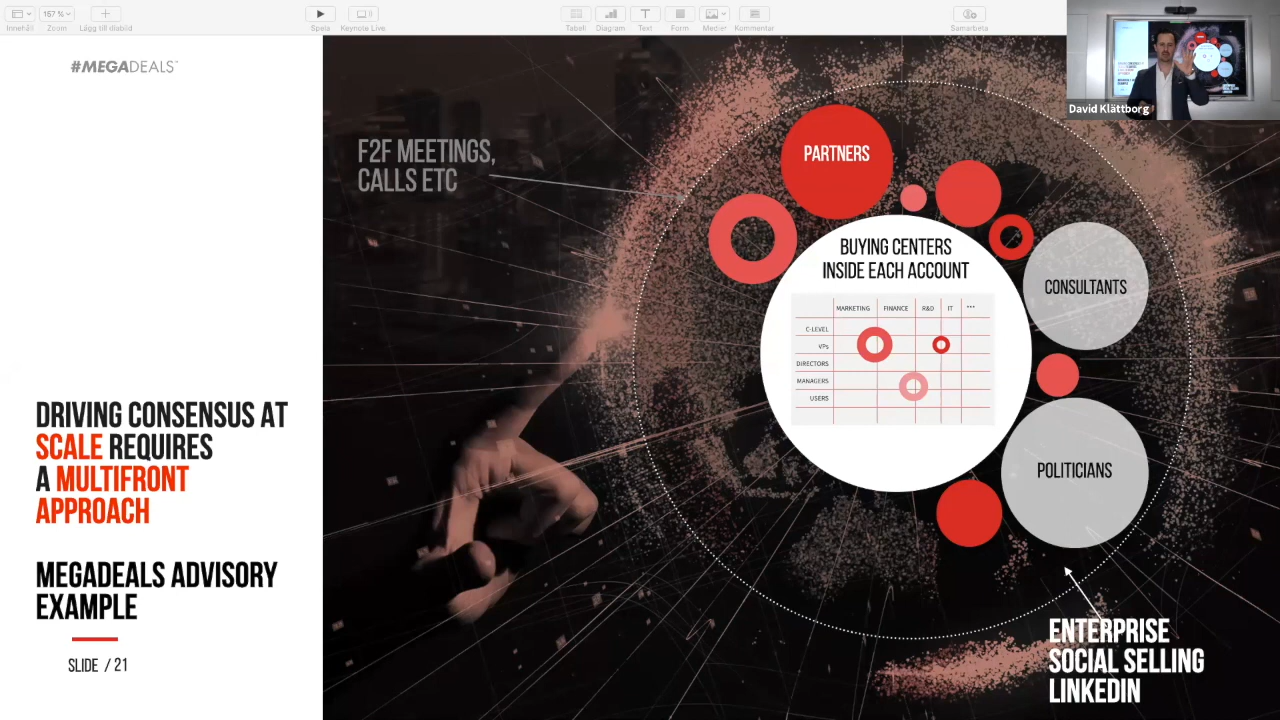 157 %
Innehåll
Zoom
Lägg till diabild
Spela
Keynote Live
Tabell
Diagram
Text
Form
Medier
Kommentar
Samarbeta
David Klättborg
#MEGADEALS
F2F MEETINGS,
CALLS ETC
PARTNERS
BUYING CENTERS
INSIDE EACH ACCOUNT
MARKETING FINANCE R&D IT ***
C-LEVEL
VPs
DIRECTORS
MANAGERS
USERS
CONSULTANTS
POLITICIANS
DRIVING CONSENSUS AT
SCALE REQUIRES
A MULTIFRONT
APPROACH
MEGADEALS ADVISORY
EXAMPLE
SLIDE / 21
ENTERPRISE
SOCIAL SELLING
LINKEDIN